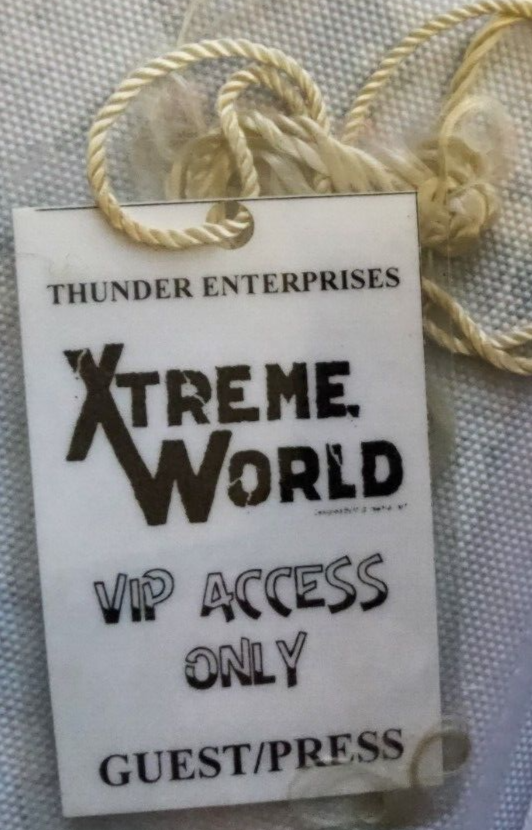 THUNDER ENTERPRISES
XTREME
WORLD
VIP ACCESS
ONLY
GUEST/PRESS